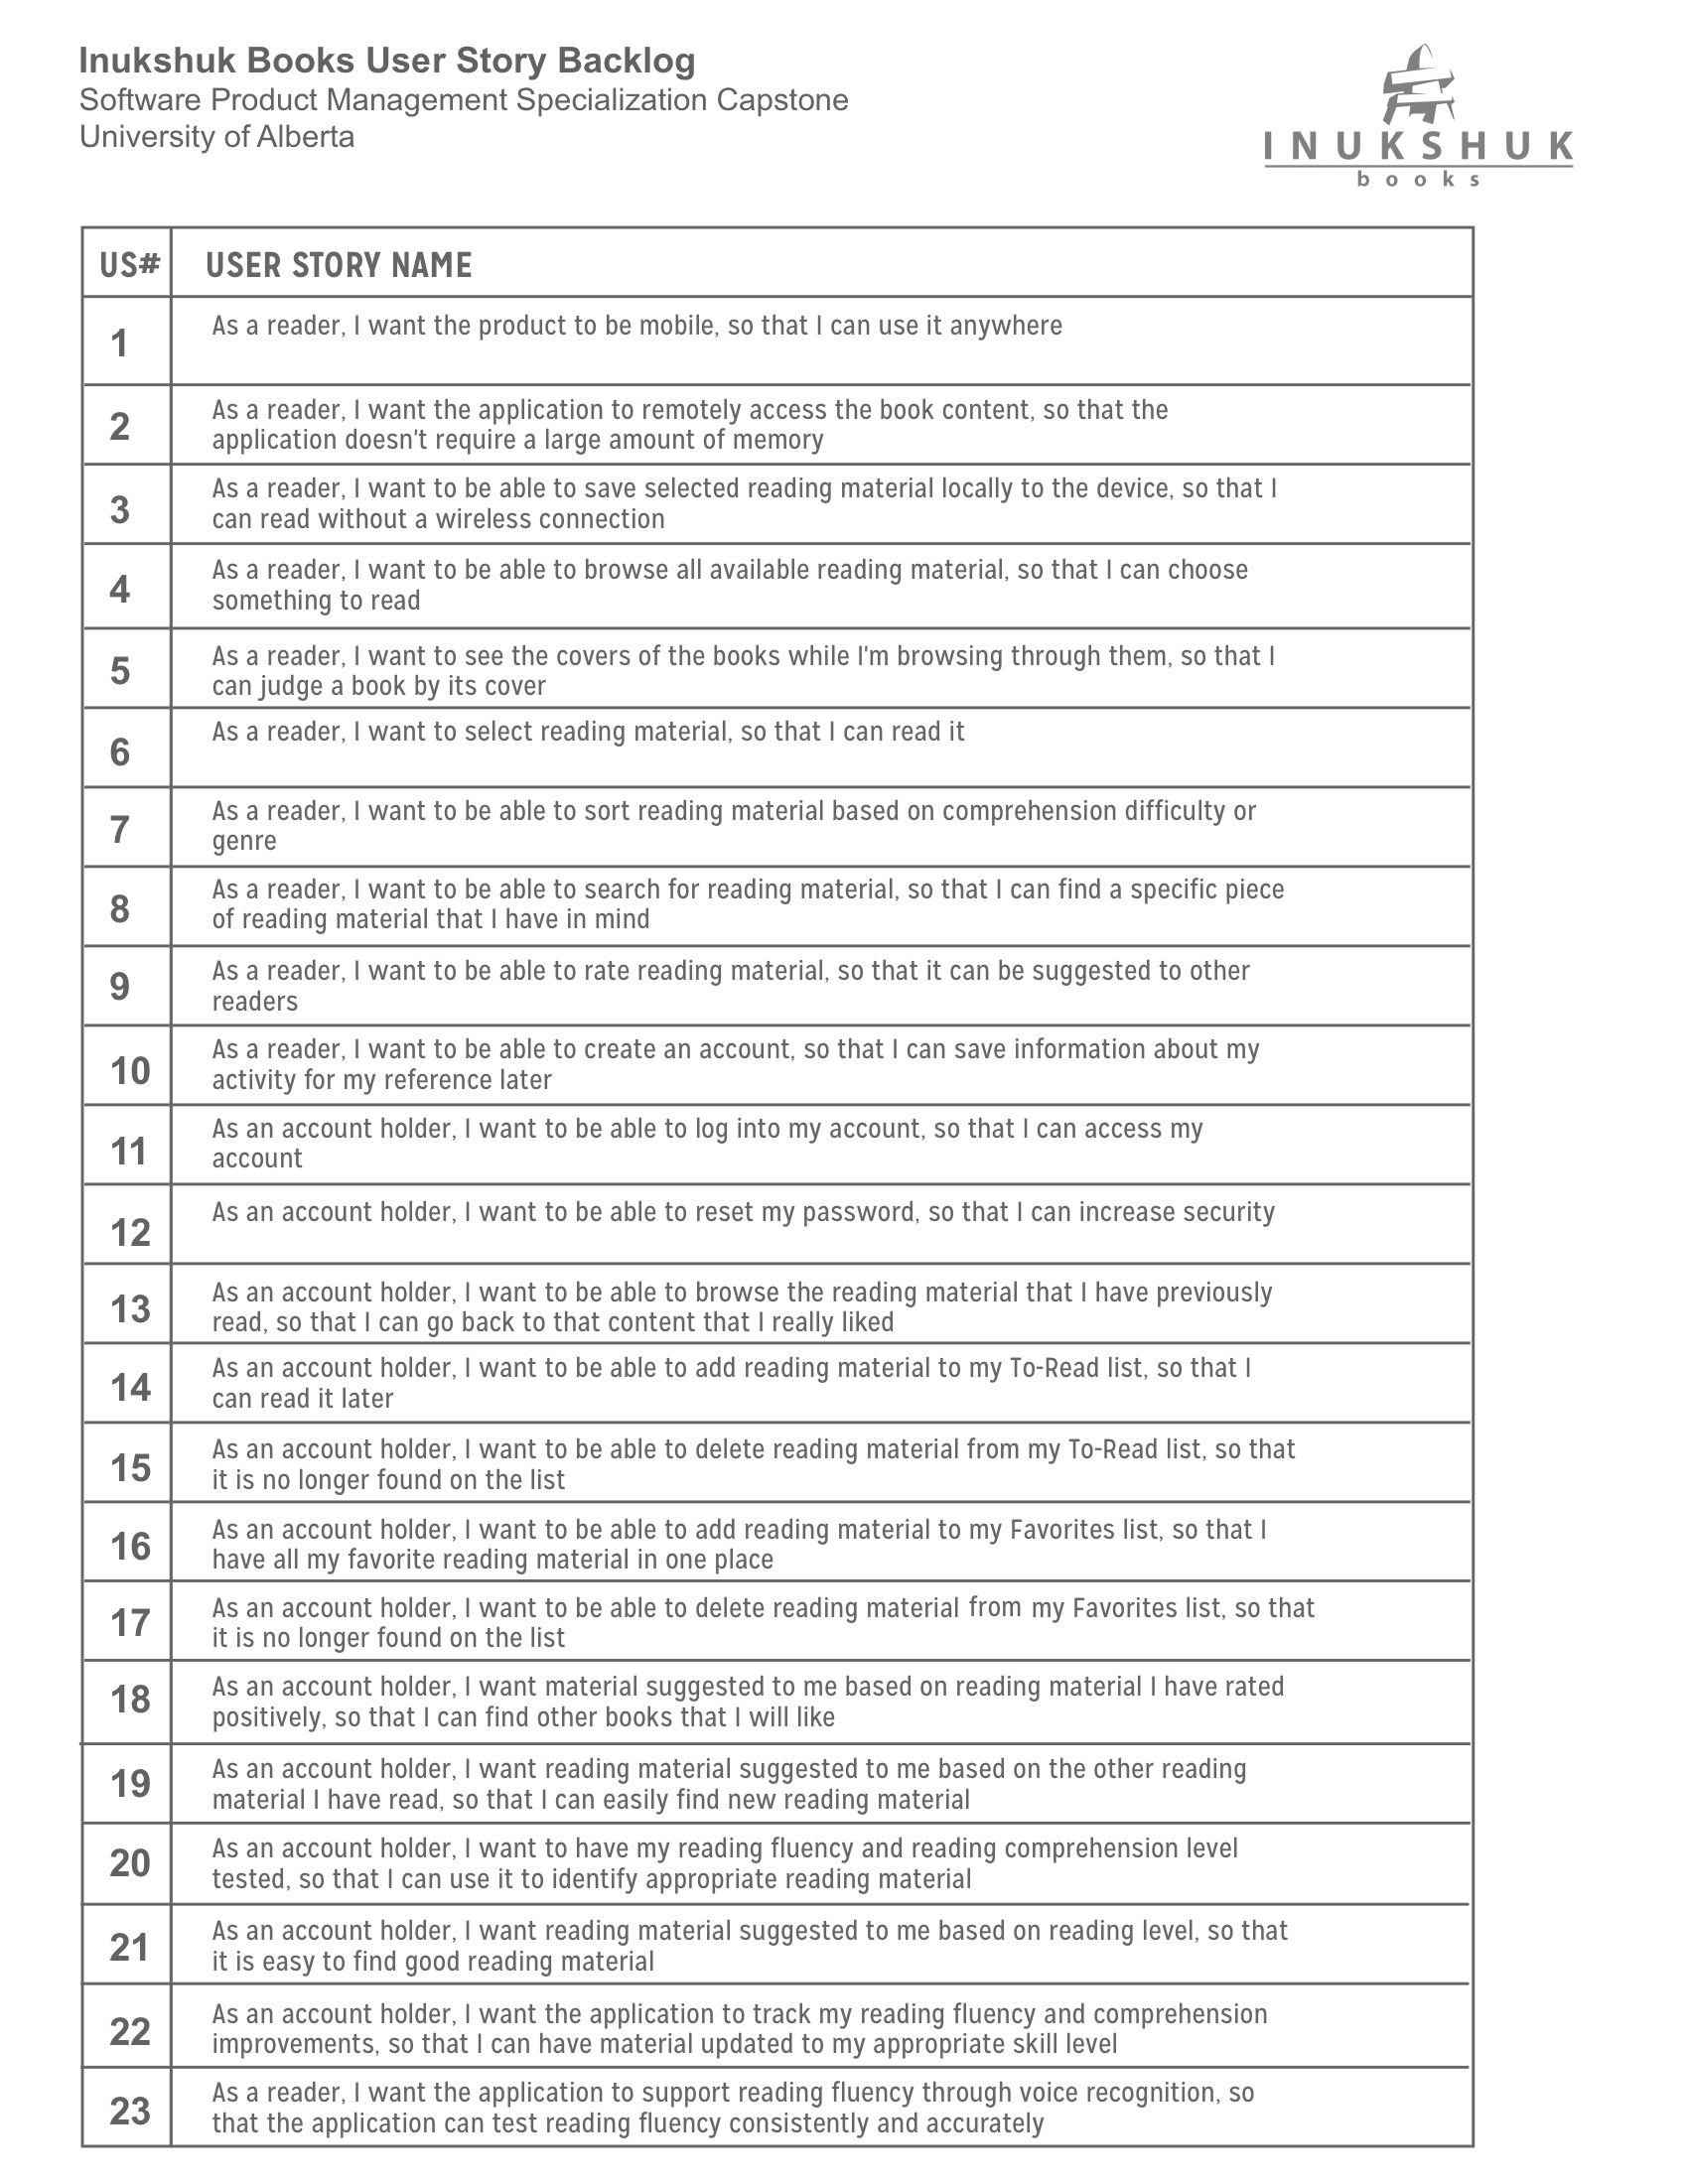 Inukshuk Books User Story Backlog
Software Product Management Specialization Capstone
University of Alberta
INUKSHUK
books
US# USER STORY NAME
1 As a reader, I want the product to be mobile, so that I can use it anywhere
2 As a reader, I want the application to remotely access the book content, so that the
application doesn't require a large amount of memory
3 As a reader, I want to be able to save selected reading material locally to the device, so that I
can read without a wireless connection
4 As a reader, I want to be able to browse all available reading material, so that I can choose
something to read
5 As a reader, I want to see the covers of the books while I'm browsing through them, so that I
can judge a book by its cover
6 As a reader, I want to select reading material, so that I can read it
7 As a reader, I want to be able to sort reading material based on comprehension difficulty or
genre
8 As a reader, I want to be able to search for reading material, so that I can find a specific piece
of reading material that I have in mind
9 As a reader, I want to be able to rate reading material, so that it can be suggested to other
readers
10 As a reader, I want to be able to create an account, so that I can save information about my
activity for my reference later
11 As an account holder, I want to be able to log into my account, so that I can access my
account
12 As an account holder, I want to be able to reset my password, so that I can increase security
13 As an account holder, I want to be able to browse the reading material that I have previously
read, so that I can go back to that content that I really liked
14 As an account holder, I want to be able to add reading material to my To-Read list, so that I
can read it later
15 As an account holder, I want to be able to delete reading material from my To-Read list, so that
it is no longer found on the list
16 As an account holder, I want to be able to add reading material to my Favorites list, so that I
have all my favorite reading material in one place
17 As an account holder, I want to be able to delete reading material from my Favorites list, so that
it is no longer found on the list
18 As an account holder, I want material suggested to me based on reading material I have rated
positively, so that I can find other books that I will like
19 As an account holder, I want reading material suggested to me based on the other reading
material I have read, so that I can easily find new reading material
20 As an account holder, I want to have my reading fluency and reading comprehension level
tested, so that I can use it to identify appropriate reading material
21 As an account holder, I want reading material suggested to me based on reading level, so that
it is easy to find good reading material
22 As an account holder, I want the application to track my reading fluency and comprehension
improvements, so that I can have material updated to my appropriate skill level
23 As a reader, I want the application to support reading fluency through voice recognition, so
that the application can test reading fluency consistently and accurately